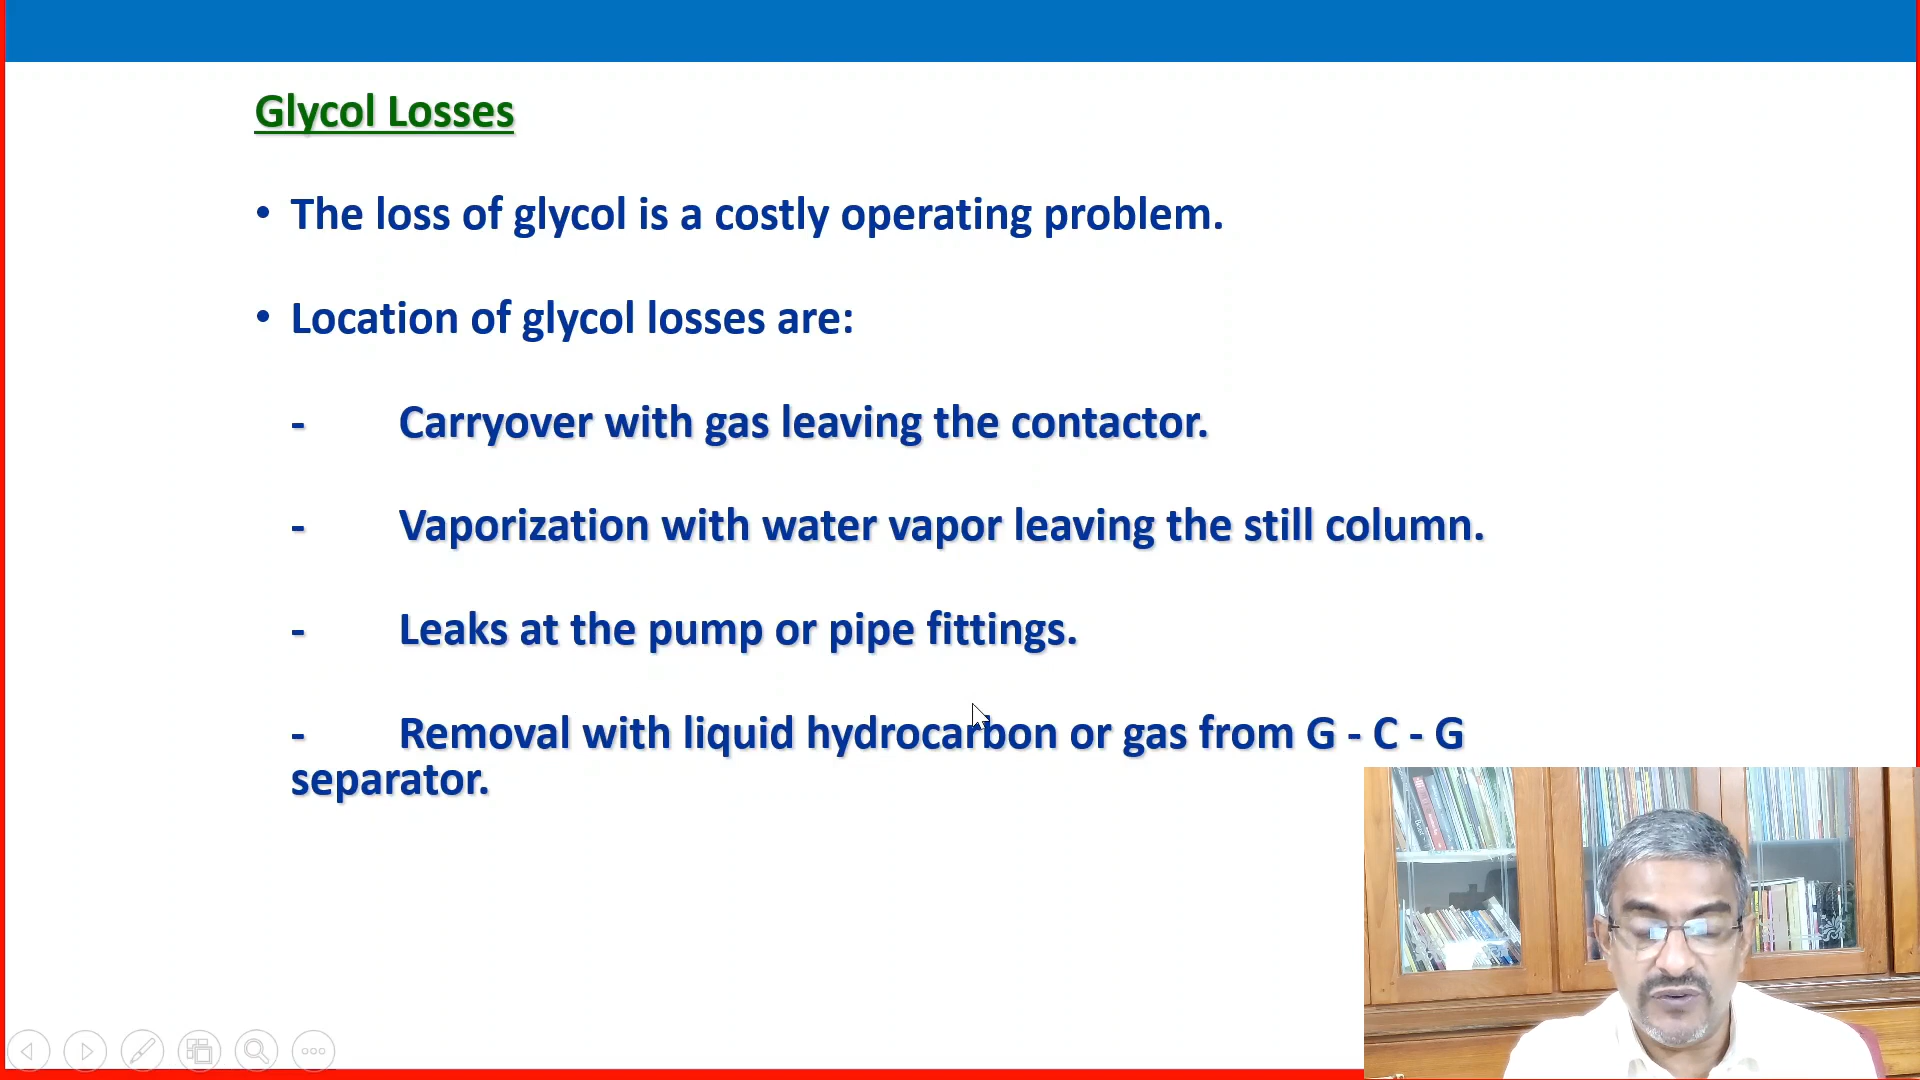 Glycol Losses
• The loss of glycol is a costly operating problem.
• Location of glycol losses are:
- Carryover with gas leaving the contactor.
- Vaporization with water vapor leaving the still column.
- Leaks at the pump or pipe fittings.
- Removal with liquid hydrocarbon or gas from G - C - G
separator.